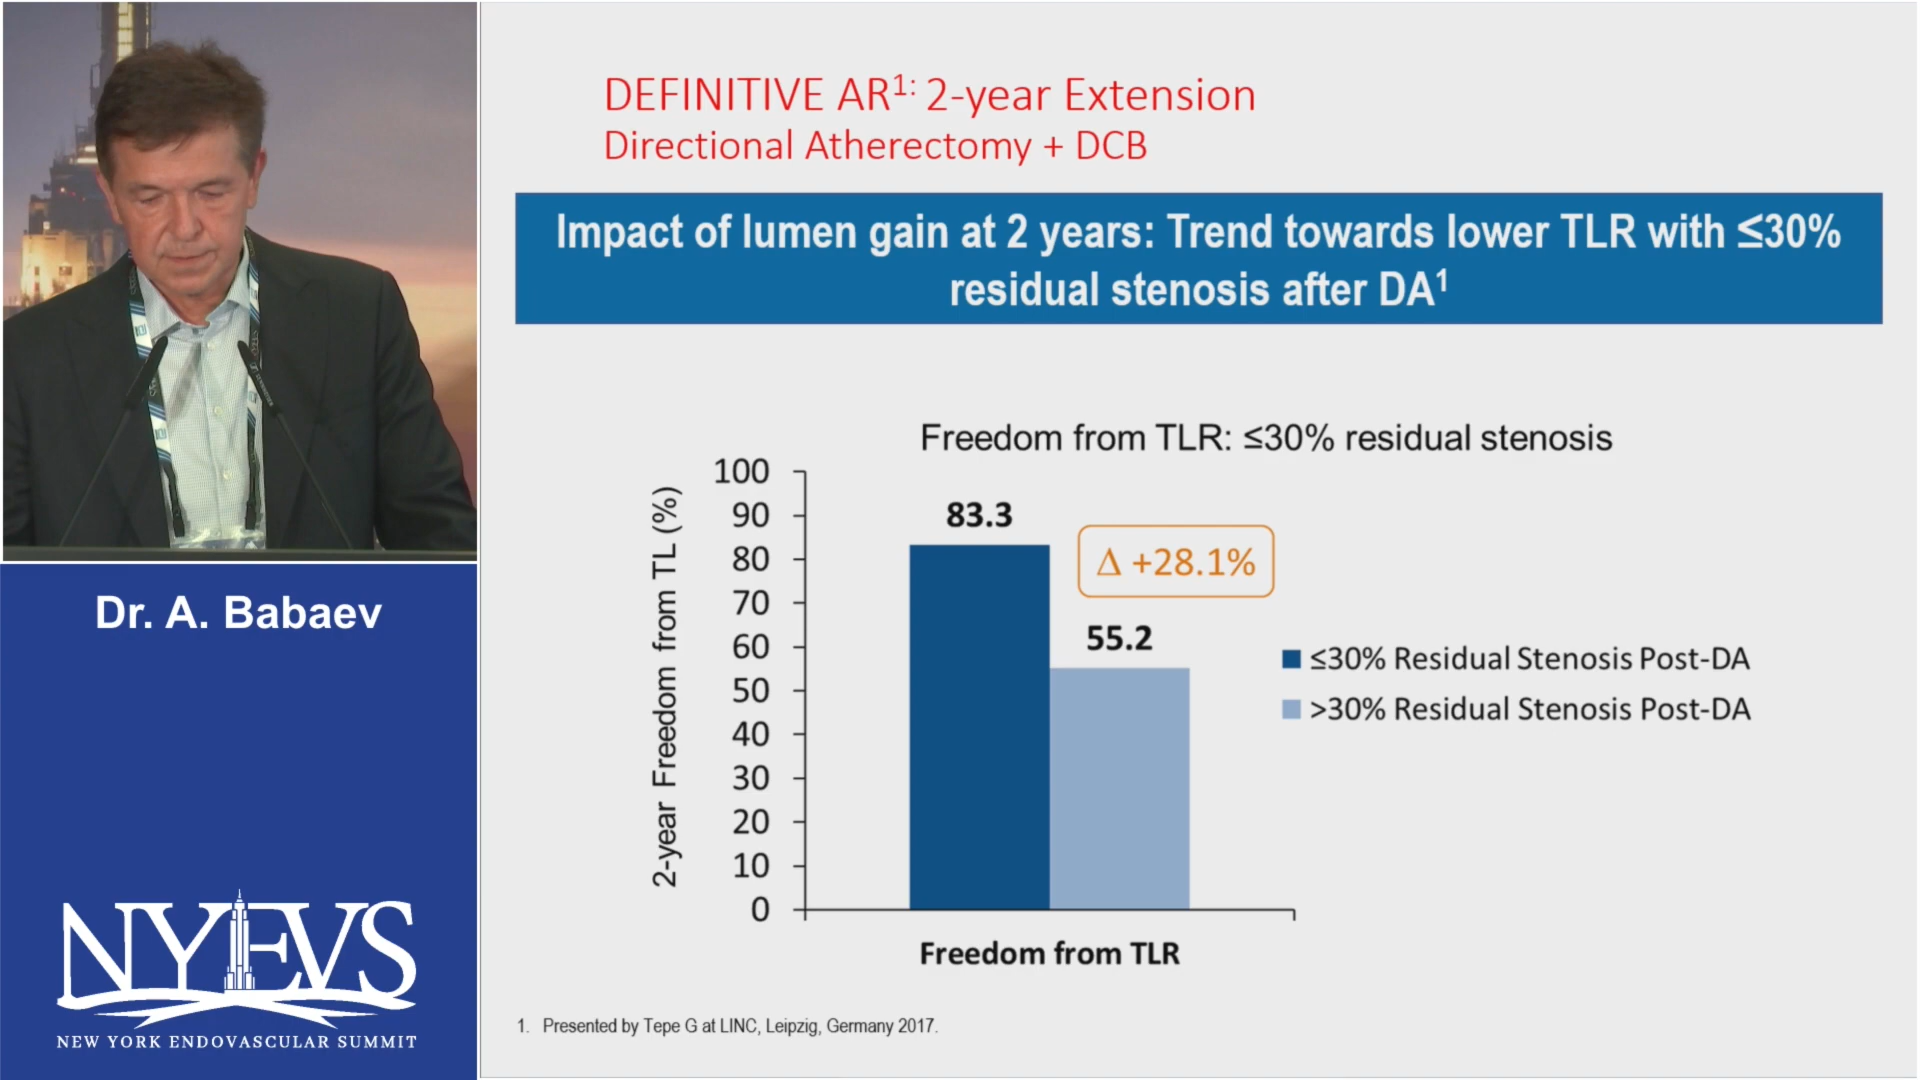 DEFINITIVE AR1: 2-year Extension
Directional Atherectomy + DCB
Impact of lumen gain at 2 years: Trend towards lower TLR with ≤30%
residual stenosis after DA1
Freedom from TLR: ≤30% residual stenosis
2-year Freedom from TL (%)
100
90
80
70
60
50
40
30
20
10
0
83.3
Δ +28.1%
55.2
≤30% Residual Stenosis Post-DA
>30% Residual Stenosis Post-DA
Freedom from TLR
1. Presented by Tepe G at LINC, Leipzig, Germany 2017.
Dr. A. Babaev
NYEVS
NEW YORK ENDOVASCULAR SUMMIT